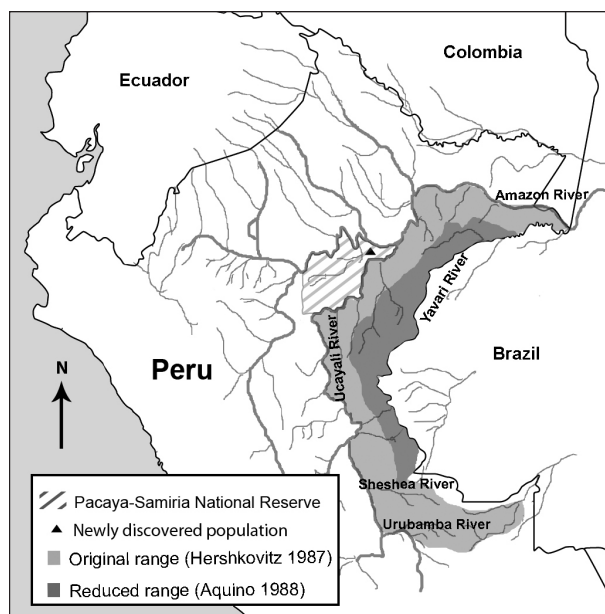 Colombia
Ecuador
Amazon River
Yavari River
Ucayali River
Brazil
Peru
N
Sheshea River
Urubamba River
Pacaya-Samiria National Reserve
Newly discovered population
Original range (Hershkovitz 1987)
Reduced range (Aquino 1988)